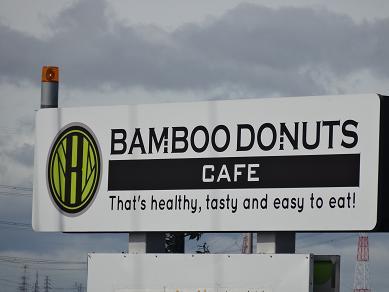 BAMBOO DONUTS
CAFE
That's healthy, tasty and easy to eat!